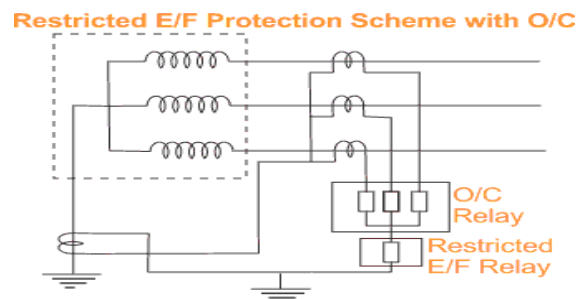 Restricted E/F Protection Scheme with O/C
O/C
Relay
Restricted
E/F Relay